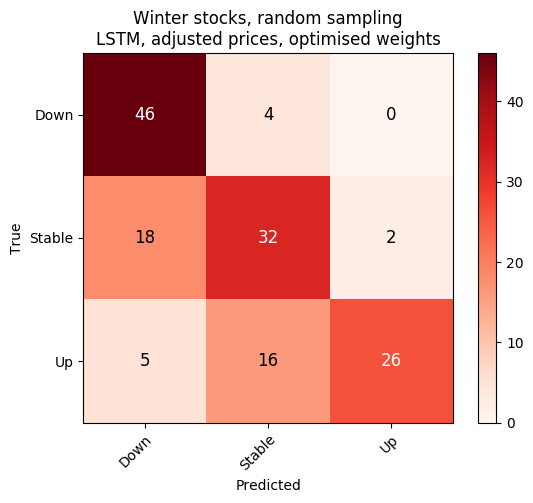 Winter stocks, random sampling
LSTM, adjusted prices, optimised weights
True
Down
46
4
0
Stable
18
32
2
Up
5
16
26
Down
Stable
Up
Predicted
40
30
20
10
0